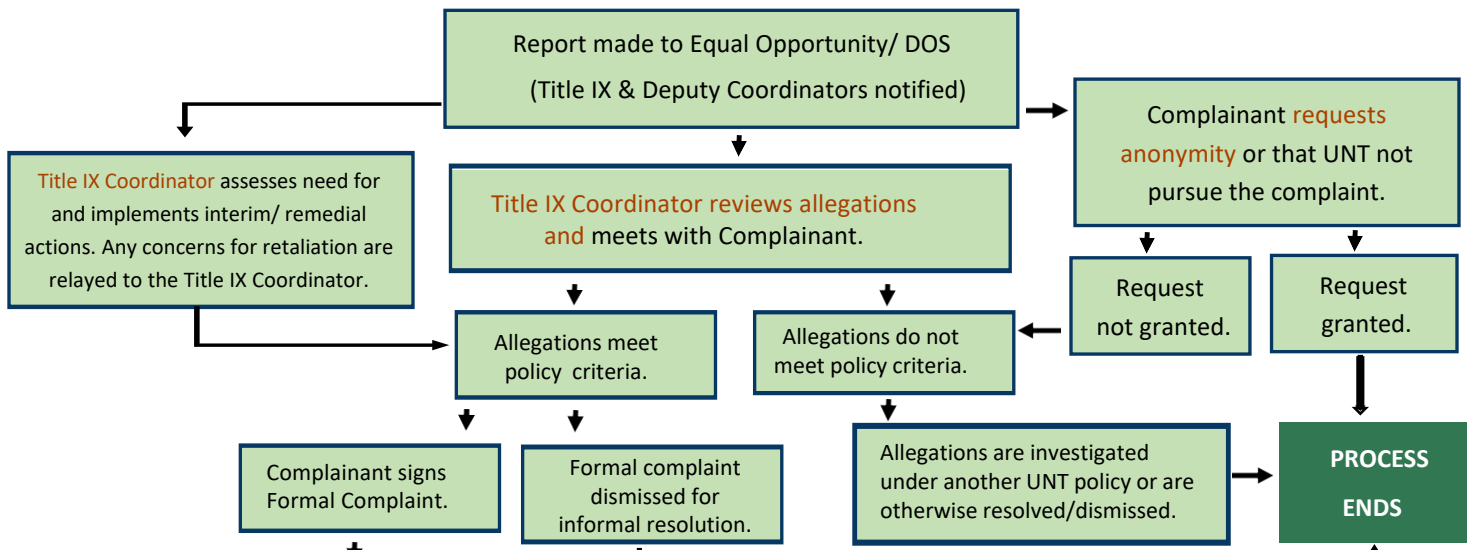 Report made to Equal Opportunity/ DOS
(Title IX & Deputy Coordinators notified)
Complainant requests
anonymity or that UNT not
pursue the complaint.
Title IX Coordinator assesses need for
and implements interim/ remedial
actions. Any concerns for retaliation are
relayed to the Title IX Coordinator.
Title IX Coordinator reviews allegations
and meets with Complainant.
Request
not granted.
Request
granted.
Allegations meet
policy criteria.
Allegations do not
meet policy criteria.
Complainant signs
Formal Complaint.
Formal complaint
dismissed for
informal resolution.
Allegations are investigated
under another UNT policy or are
otherwise resolved/dismissed.
PROCESS
ENDS